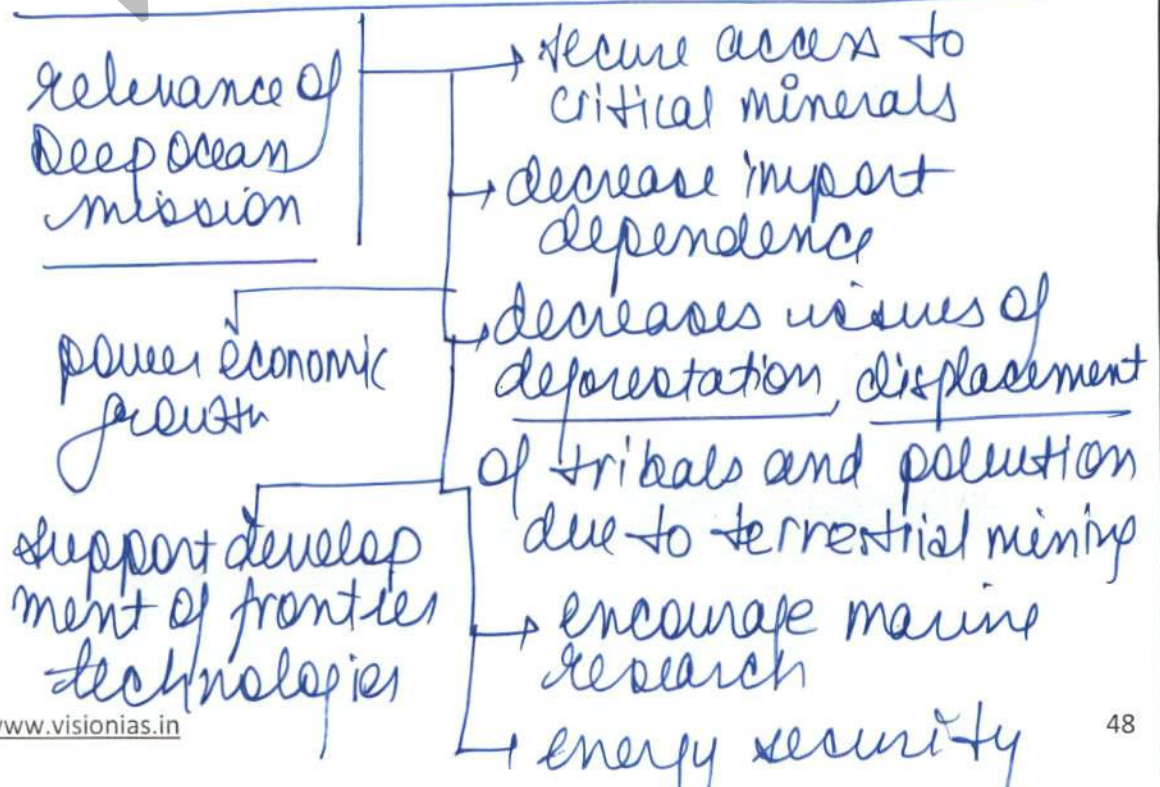 relevance of
Deep ocean
mission
secure access to
critical minerals
decrease import
dependence
decreases issues of
deforestation, displacement
of tribals and pollution
due to terrestrial mining
power economic
growth
support develop
ment of frontier
technologies
encourage marine
research
energy security
www.visionias.in
48